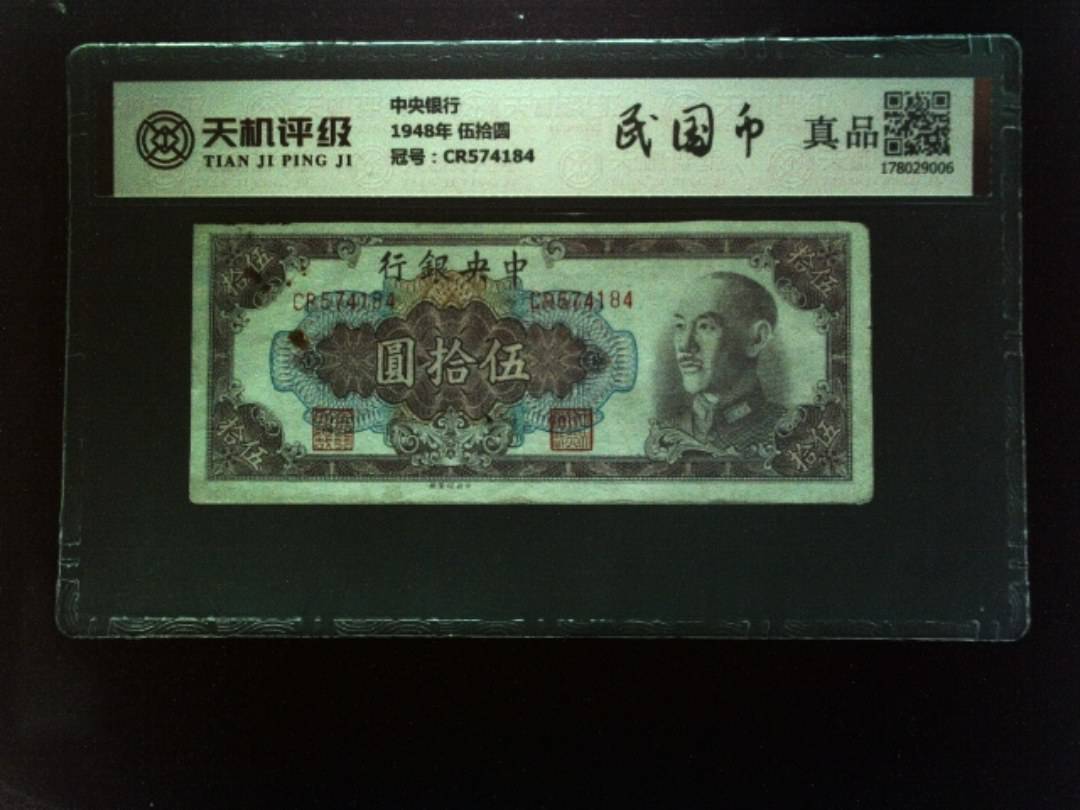 天机评级
TIAN JI PING JI
中央银行
1948年 伍拾圆
冠号：CR574184
民国币
真品
178029006
行銀央中
CR574184 CR574184
圓拾伍
拾伍
拾伍
拾伍
拾伍